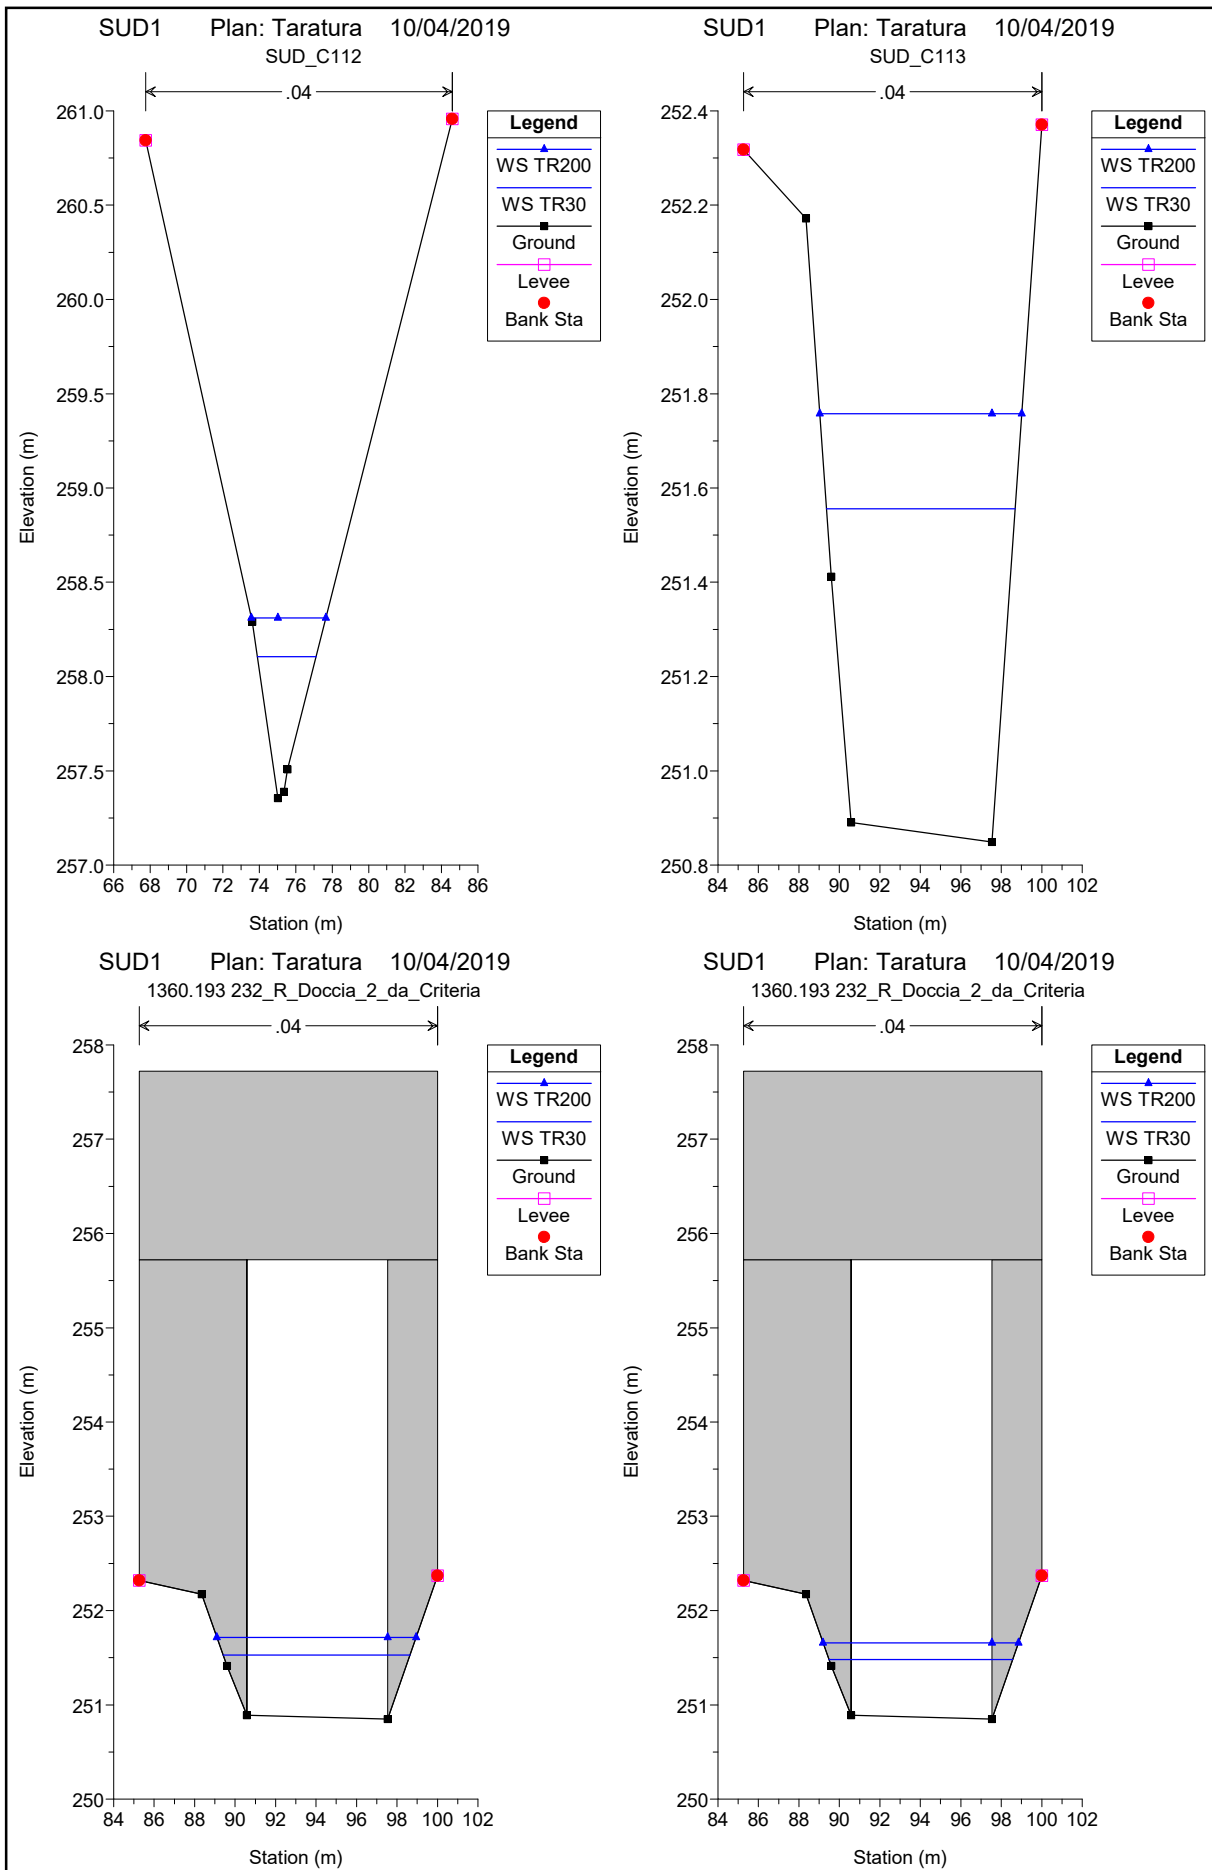 SUD1 Plan: Taratura 10/04/2019
SUD_C112
.04
261.0
260.5
260.0
259.5
259.0
258.5
258.0
257.5
257.0
Elevation (m)
66 68 70 72 74 76 78 80 82 84 86
Station (m)
Legend
WS TR200
WS TR30
Ground
Levee
Bank Sta
SUD1 Plan: Taratura 10/04/2019
SUD_C113
.04
252.4
252.2
252.0
251.8
251.6
251.4
251.2
251.0
250.8
Elevation (m)
84 86 88 90 92 94 96 98 100 102
Station (m)
Legend
WS TR200
WS TR30
Ground
Levee
Bank Sta
SUD1 Plan: Taratura 10/04/2019
1360.193 232_R_Doccia_2_da_Criteria
.04
258
257
256
255
254
253
252
251
250
Elevation (m)
84 86 88 90 92 94 96 98 100 102
Station (m)
Legend
WS TR200
WS TR30
Ground
Levee
Bank Sta
SUD1 Plan: Taratura 10/04/2019
1360.193 232_R_Doccia_2_da_Criteria
.04
258
257
256
255
254
253
252
251
250
Elevation (m)
84 86 88 90 92 94 96 98 100 102
Station (m)
Legend
WS TR200
WS TR30
Ground
Levee
Bank Sta